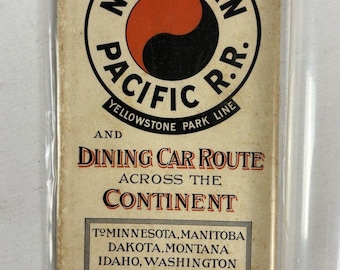 PACIFIC R.R.
YELLOWSTONE PARK LINE
AND
DINING CAR ROUTE
ACROSS THE
CONTINENT
TO MINNESOTA, MANITOBA
DAKOTA, MONTANA
IDAHO, WASHINGTON